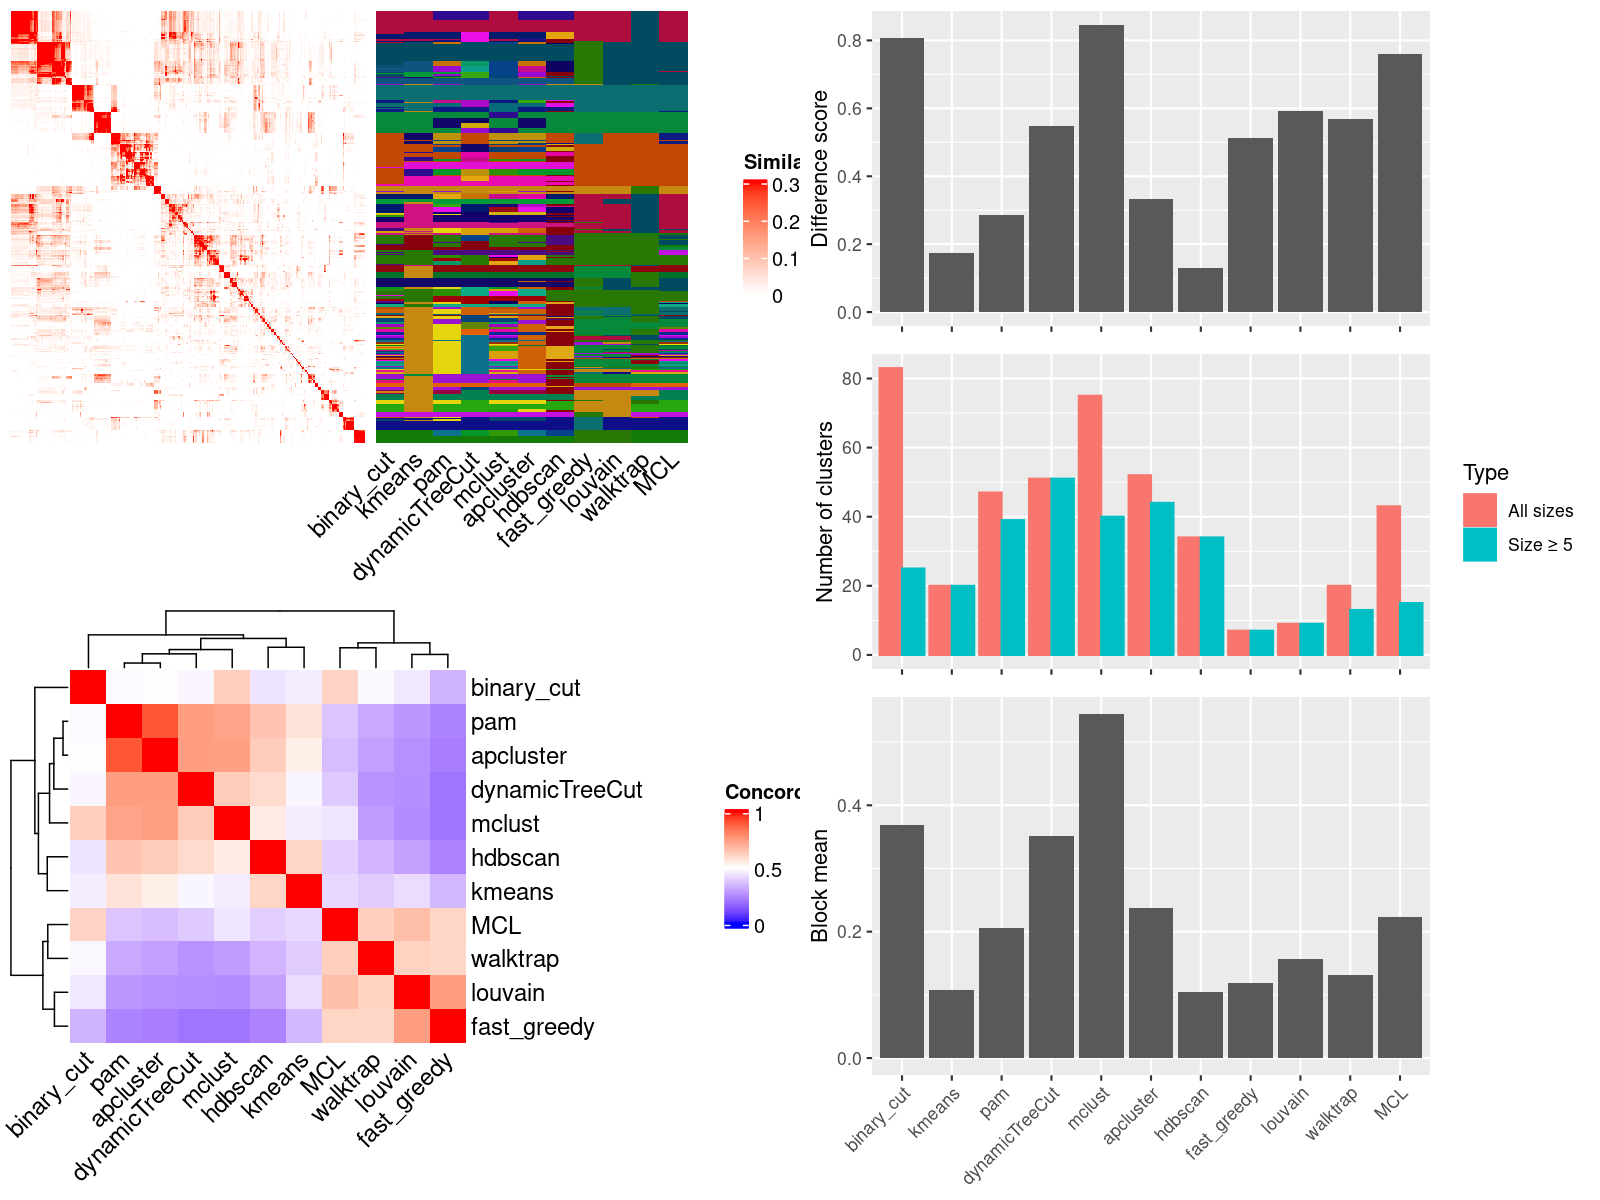 Simila
0.3
0.2
0.1
0
binary_cut
kmeans
pam
dynamicTreeCut
mclust
apcluster
hdbscan
fast_greedy
louvain
walktrap
MCL
binary_cut
pam
apcluster
dynamicTreeCut
mclust
hdbscan
kmeans
MCL
walktrap
louvain
fast_greedy
binary_cut
pam
apcluster
dynamicTreeCut
mclust
hdbscan
kmeans
MCL
walktrap
louvain
fast_greedy
Concord
1
0.5
0
Difference score
0.8
0.6
0.4
0.2
0.0
Number of clusters
80
60
40
20
0
Type
All sizes
Size ≥ 5
Block mean
0.4
0.2
0.0
binary_cut
kmeans
pam
dynamicTreeCut
mclust
apcluster
hdbscan
fast_greedy
louvain
walktrap
MCL